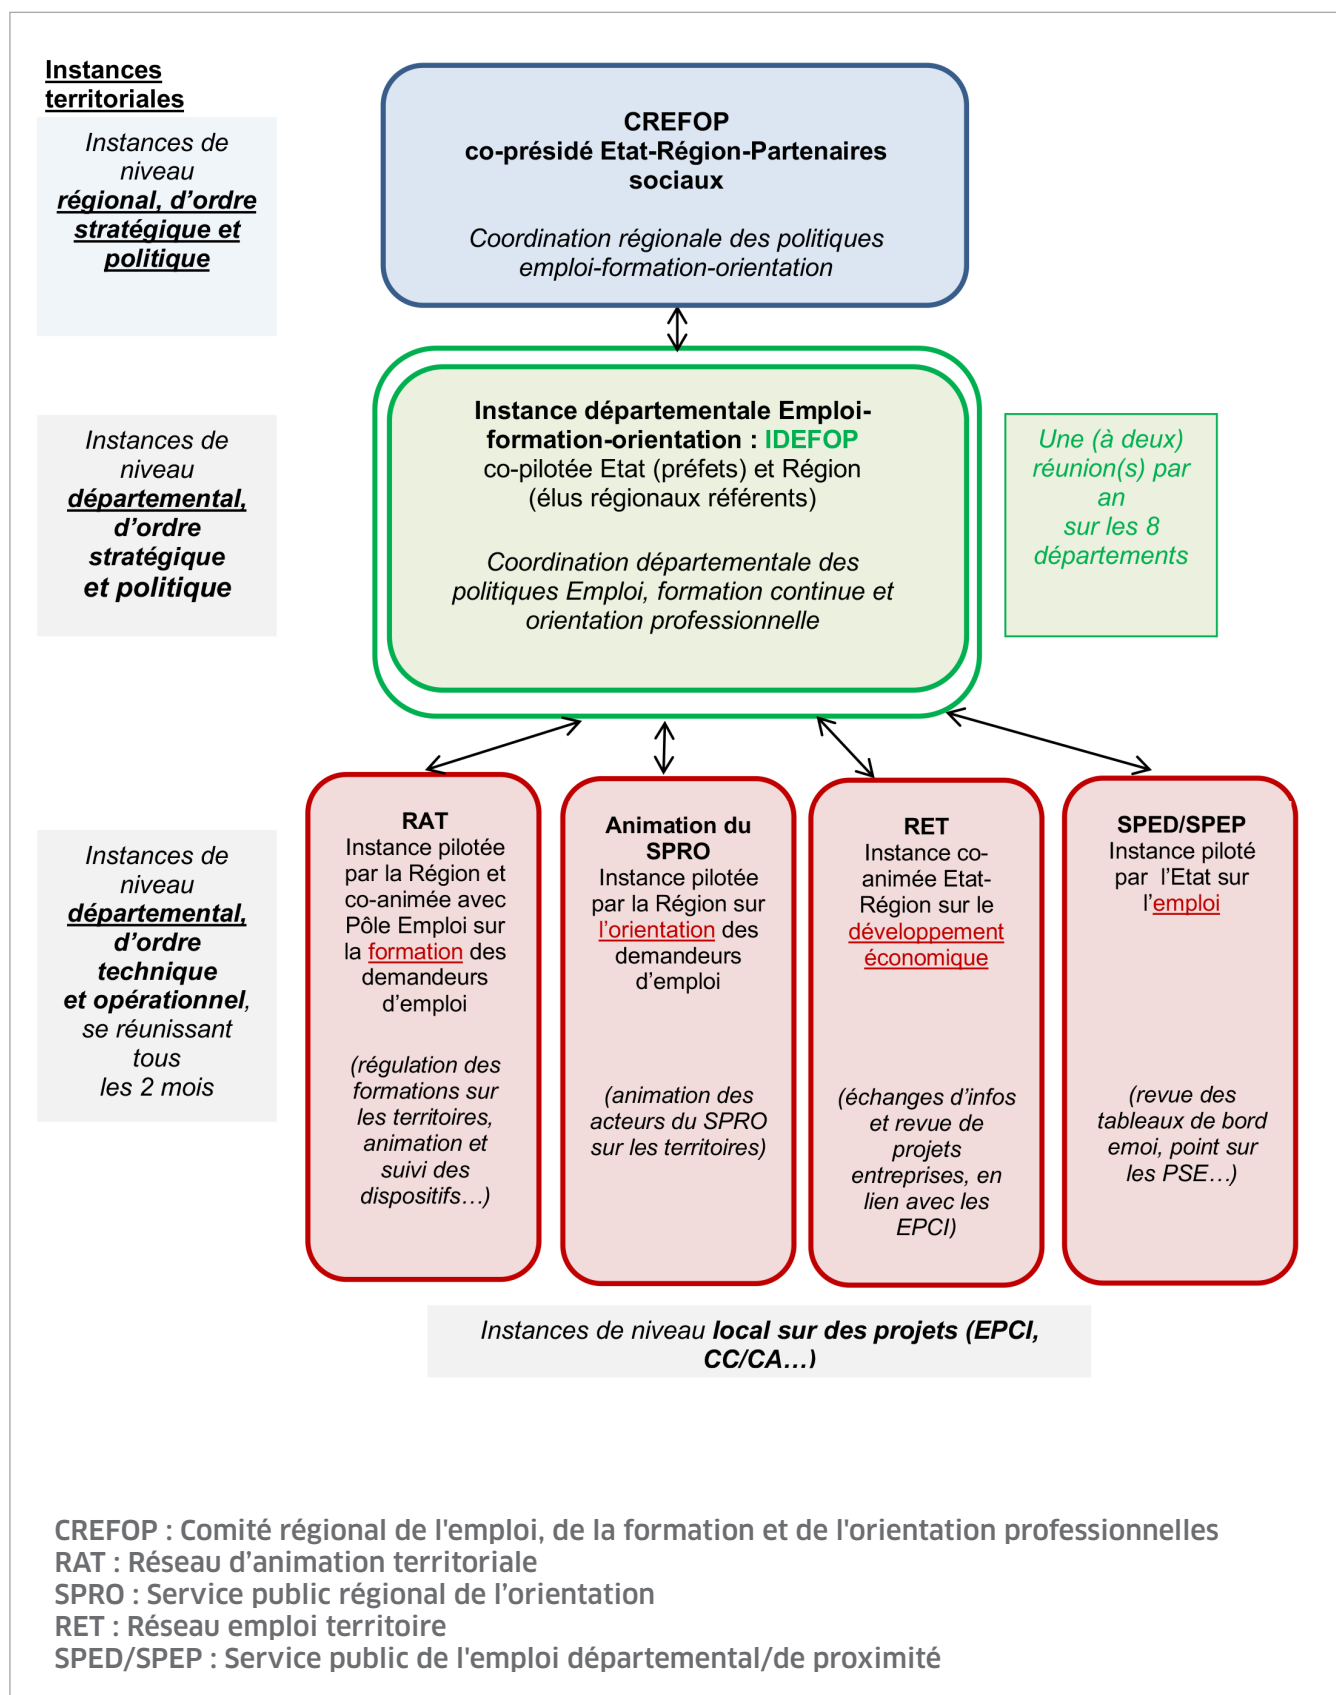 Instances
territoriales
Instances de
niveau
régional, d’ordre
stratégique et
politique
CREFOP
co-présidé Etat-Région-Partenaires
sociaux
Coordination régionale des politiques
emploi-formation-orientation
Instances de
niveau
départemental,
d’ordre
stratégique
et politique
Instance départementale Emploi-
formation-orientation : IDEFOP
co-pilotée Etat (préfets) et Région
(élus régionaux référents)
Coordination départementale des
politiques Emploi, formation continue et
orientation professionnelle
Une (à deux)
réunion(s) par
an
sur les 8
départements
Instances de
niveau
départemental,
d’ordre
technique
et opérationnel,
se réunissant
tous
les 2 mois
RAT
Instance pilotée
par la Région et
co-animée avec
Pôle Emploi sur
la formation des
demandeurs
d’emploi
(régulation des
formations sur
les territoires,
animation et
suivi des
dispositifs…)
Animation du
SPRO
Instance pilotée
par la Région sur
l’orientation des
demandeurs
d’emploi
(animation des
acteurs du SPRO
sur les territoires)
RET
Instance co-
animée Etat-
Région sur le
développement
économique
(échanges d’infos
et revue de
projets
entreprises, en
lien avec les
EPCI)
SPED/SPEP
Instance piloté
par l’Etat sur
l’emploi
(revue des
tableaux de bord
emoi, point sur
les PSE…)
Instances de niveau local sur des projets (EPCI,
CC/CA…)
CREFOP : Comité régional de l'emploi, de la formation et de l'orientation professionnelles
RAT : Réseau d’animation territoriale
SPRO : Service public régional de l’orientation
RET : Réseau emploi territoire
SPED/SPEP : Service public de l'emploi départemental/de proximité